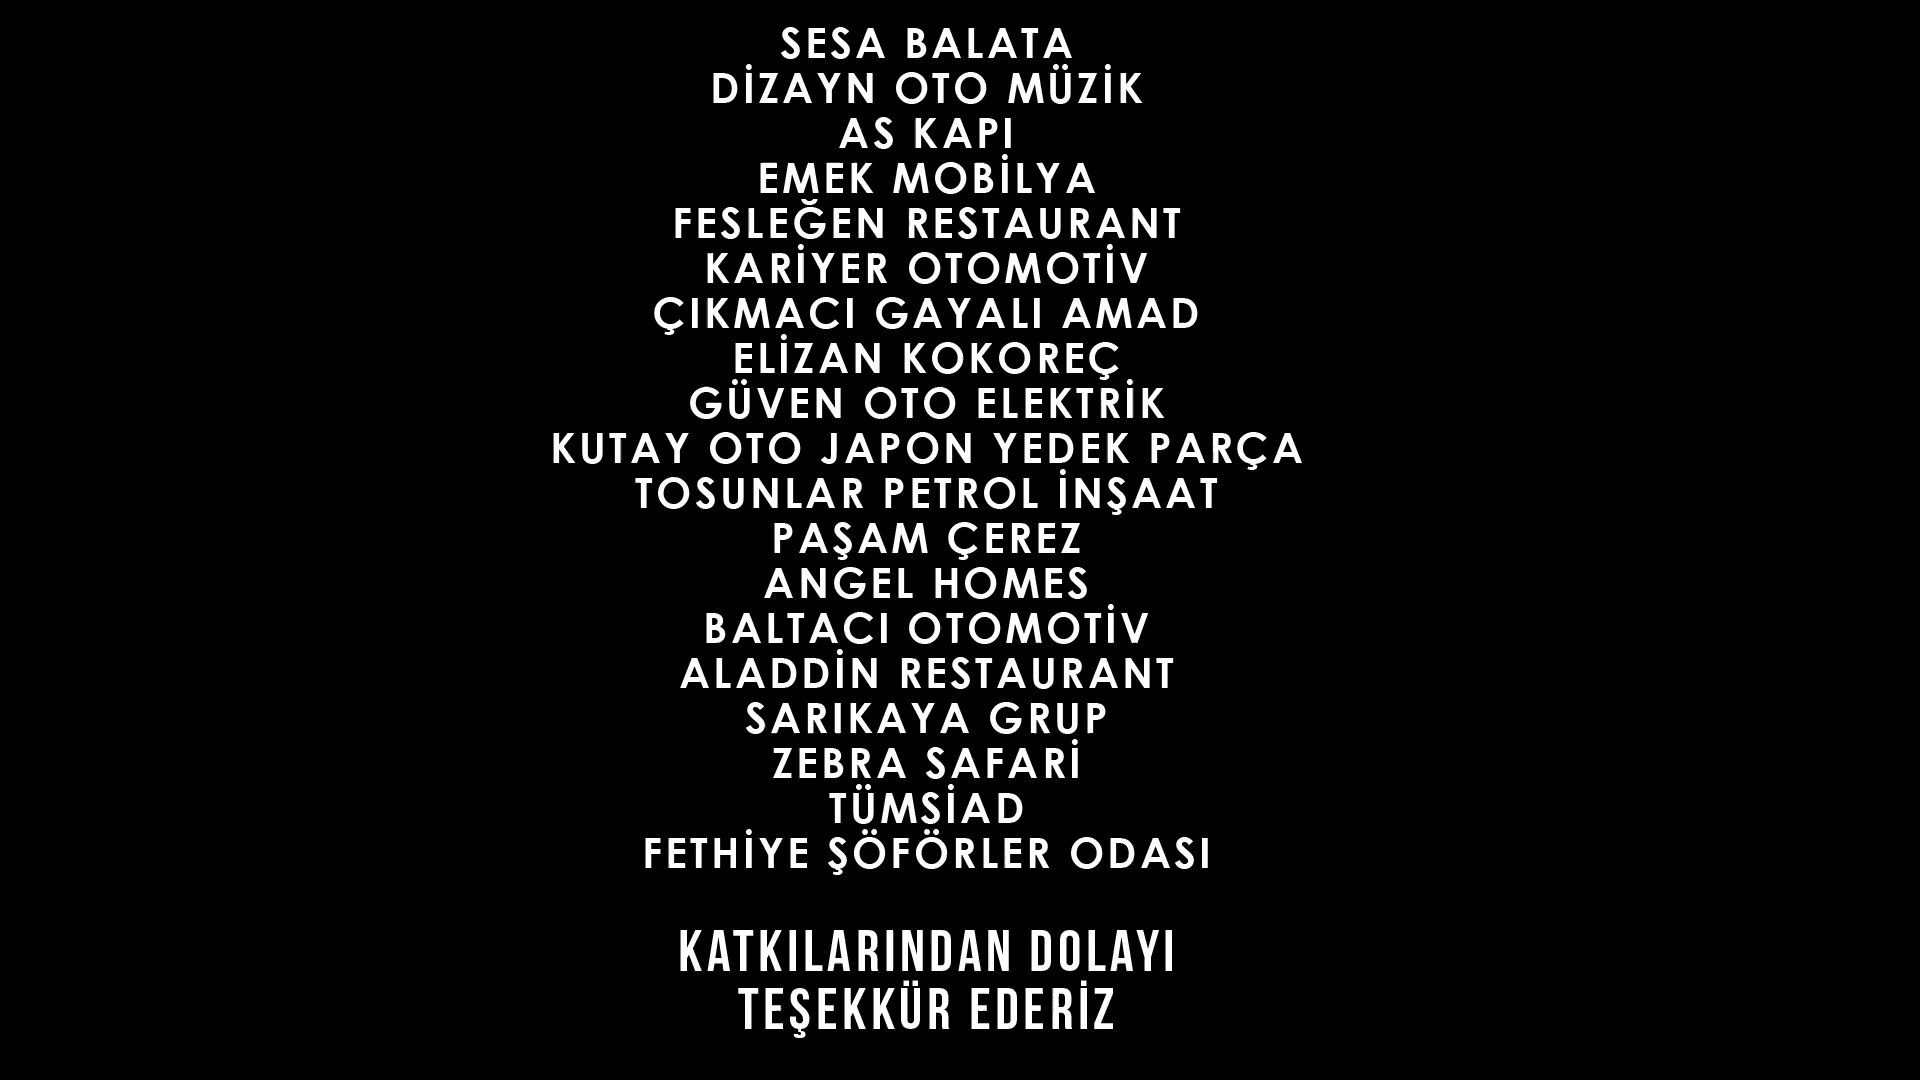 SESA BALATA
DİZAYN OTO MÜZİK
AS KAPI
EMEK MOBİLYA
FESLEĞEN RESTAURANT
KARİYER OTOMOTİV
ÇIKMACI GAYALI AMAD
ELİZAN KOKOREÇ
GÜVEN OTO ELEKTRİK
KUTAY OTO JAPON YEDEK PARÇA
TOSUNLAR PETROL İNŞAAT
PAŞAM ÇEREZ
ANGEL HOMES
BALTACI OTOMOTİV
ALADDİN RESTAURANT
SARIKAYA GRUP
ZEBRA SAFARİ
TÜMSİAD
FETHİYE ŞÖFÖRLER ODASI
KATKILARINDAN DOLAYI
TEŞEKKÜR EDERİZ